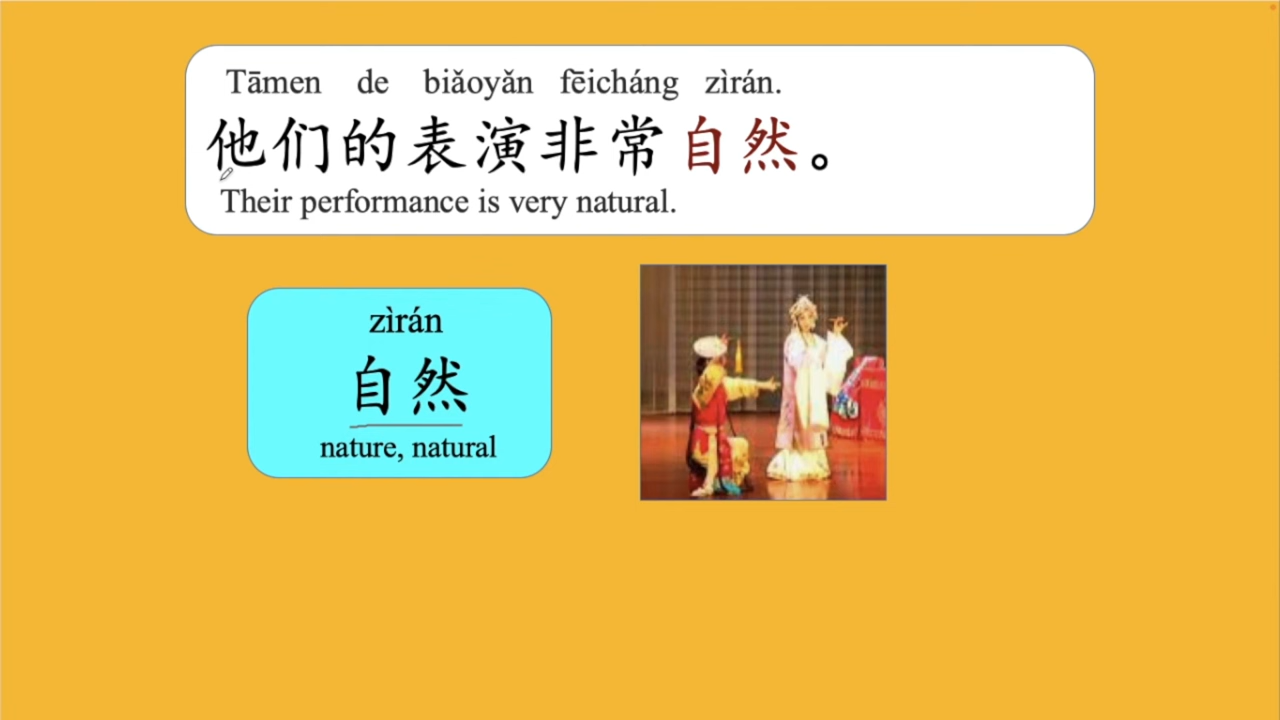 Tāmen de biǎoyǎn fēicháng zìrán.
他们的表演非常自然。
Their performance is very natural.
zìrán
自然
nature, natural